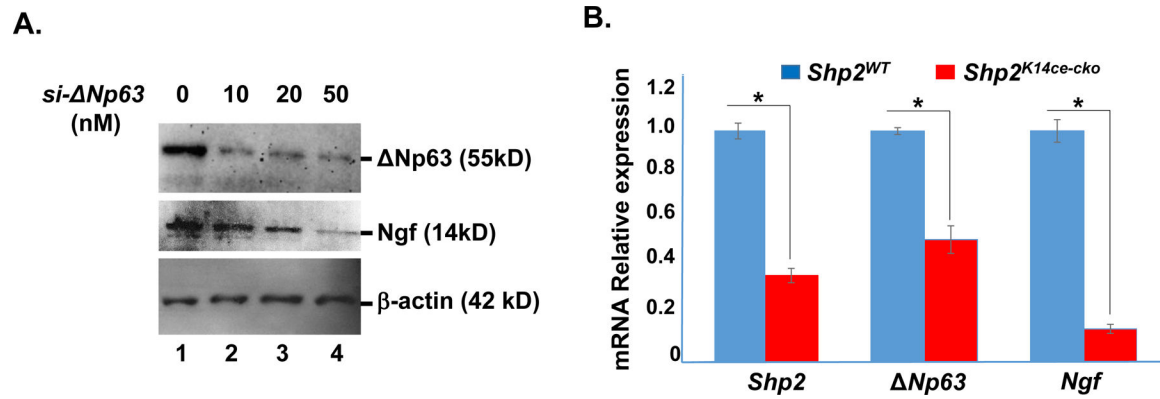 A.
si-ΔNp63 0 10 20 50
(nM)
ΔNp63 (55kD)
Ngf (14kD)
β-actin (42 kD)
1 2 3 4
B.
Shp2WT Shp2K14ce-cko
mRNA Relative expression
1.2
1.0
0.8
0.6
0.4
0.2
0
* * *
Shp2 ΔNp63 Ngf